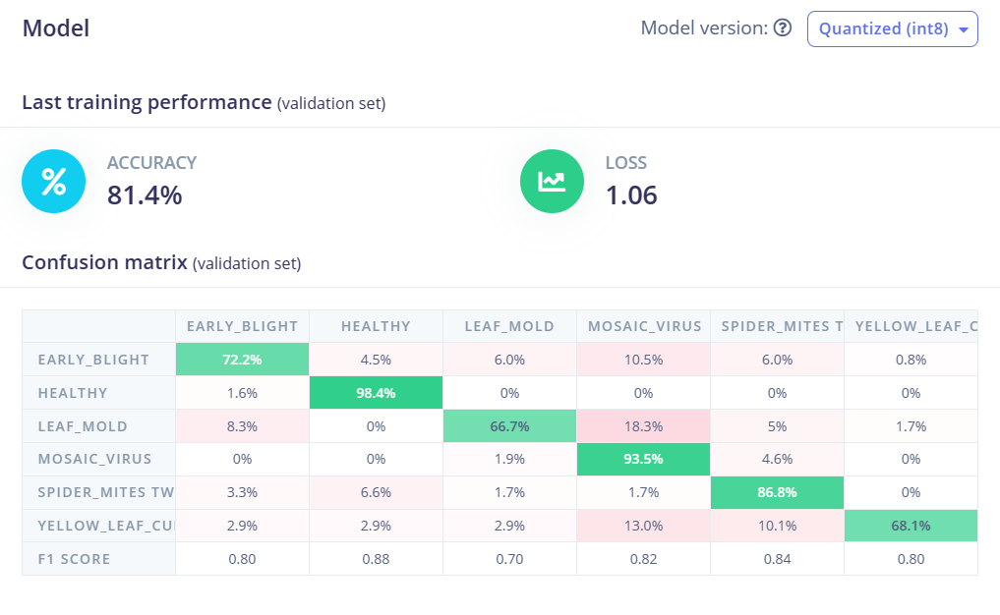 Model
Model version: ?
Quantized (int8)
Last training performance (validation set)
%
ACCURACY
81.4%
LOSS
1.06
Confusion matrix (validation set)
EARLY_BLIGHT HEALTHY LEAF_MOLD MOSAIC_VIRUS SPIDER_MITES T YELLOW_LEAF_C
EARLY_BLIGHT 72.2% 4.5% 6.0% 10.5% 6.0% 0.8%
HEALTHY 1.6% 98.4% 0% 0% 0% 0%
LEAF_MOLD 8.3% 0% 66.7% 18.3% 5% 1.7%
MOSAIC_VIRUS 0% 0% 1.9% 93.5% 4.6% 0%
SPIDER_MITES TW 3.3% 6.6% 1.7% 1.7% 86.8% 0%
YELLOW_LEAF_CU 2.9% 2.9% 2.9% 13.0% 10.1% 68.1%
F1 SCORE 0.80 0.88 0.70 0.82 0.84 0.80